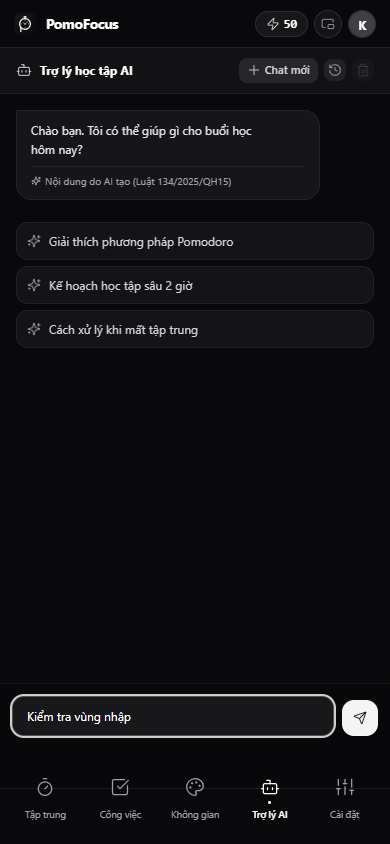 PomoFocus
50
K
Trợ lý học tập AI
Chat mới
Chào bạn. Tôi có thể giúp gì cho buổi học
hôm nay?
Nội dung do AI tạo (Luật 134/2025/QH15)
Giải thích phương pháp Pomodoro
Kế hoạch học tập sâu 2 giờ
Cách xử lý khi mất tập trung
Kiểm tra vùng nhập
Tập trung
Công việc
Không gian
Trợ lý AI
Cài đặt